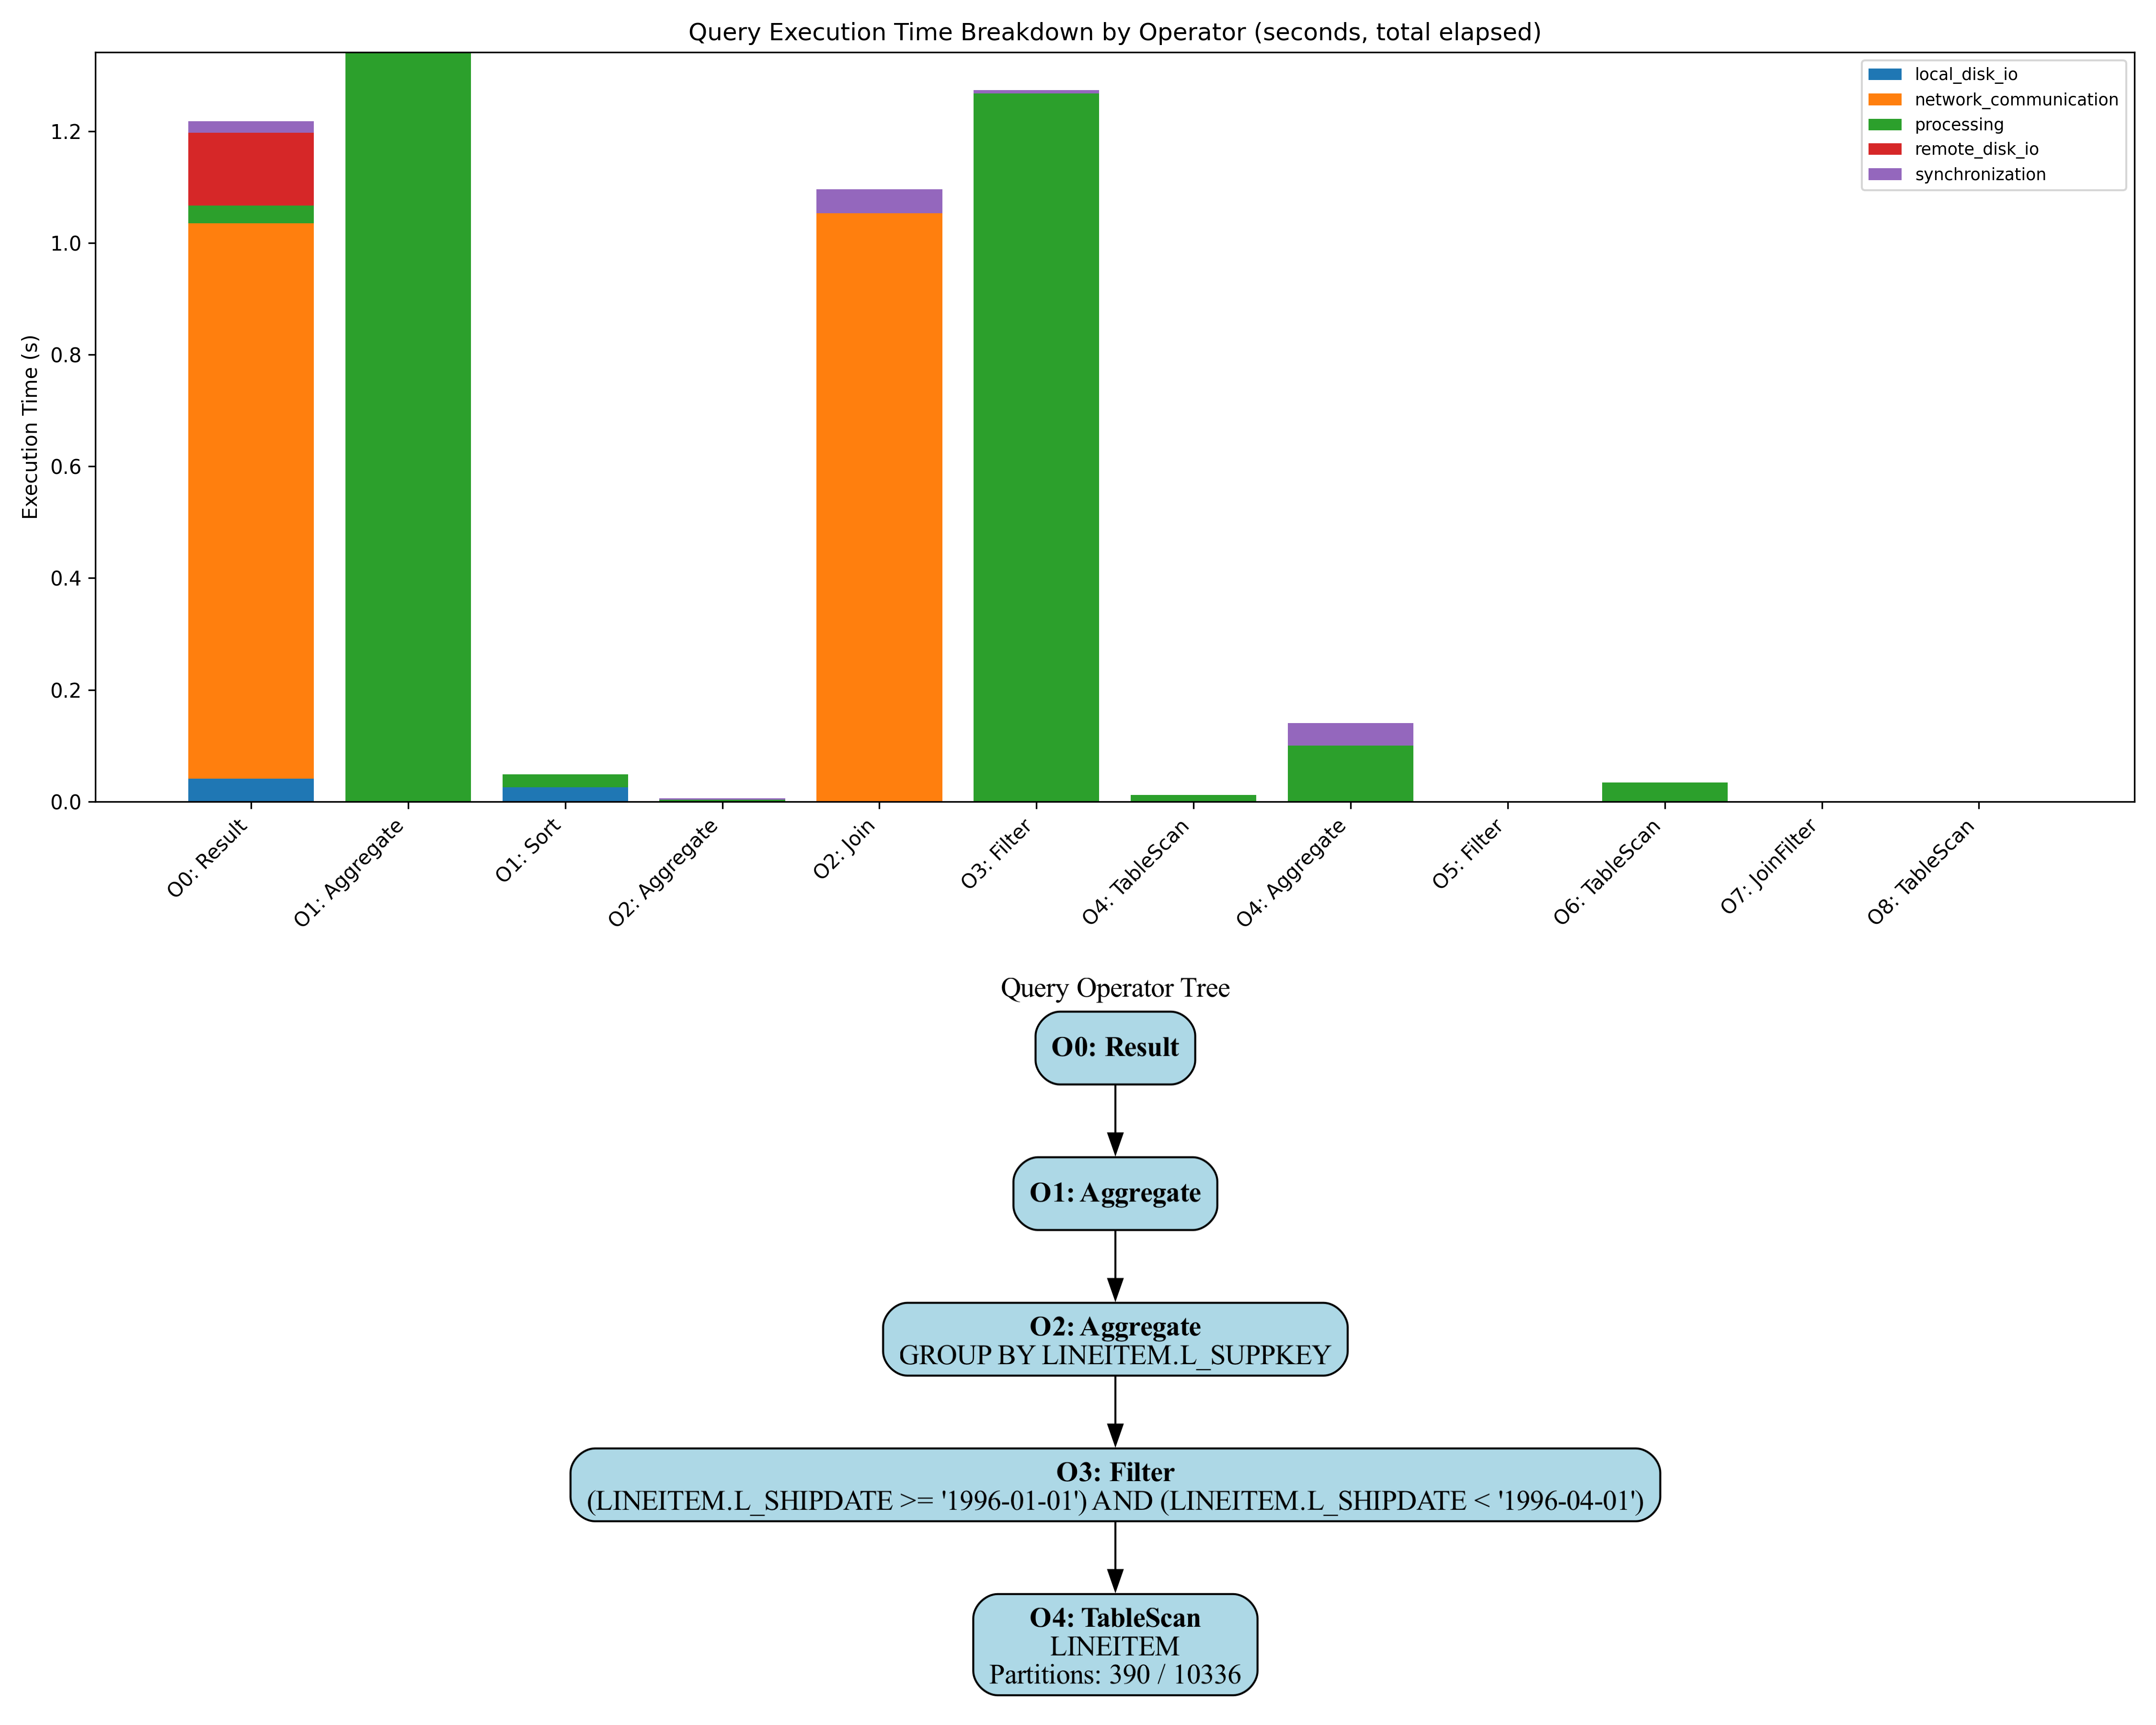 Query Execution Time Breakdown by Operator (seconds, total elapsed)
local_disk_io
network_communication
processing
remote_disk_io
synchronization
Execution Time (s)
1.2
1.0
0.8
0.6
0.4
0.2
0.0
O0: Result
O1: Aggregate
O1: Sort
O2: Aggregate
O2: Join
O3: Filter
O4: TableScan
O4: Aggregate
O5: Filter
O6: TableScan
O7: JoinFilter
O8: TableScan
Query Operator Tree
O0: Result
O1: Aggregate
O2: Aggregate
GROUP BY LINEITEM.L_SUPPKEY
O3: Filter
(LINEITEM.L_SHIPDATE >= '1996-01-01') AND (LINEITEM.L_SHIPDATE < '1996-04-01')
O4: TableScan
LINEITEM
Partitions: 390 / 10336